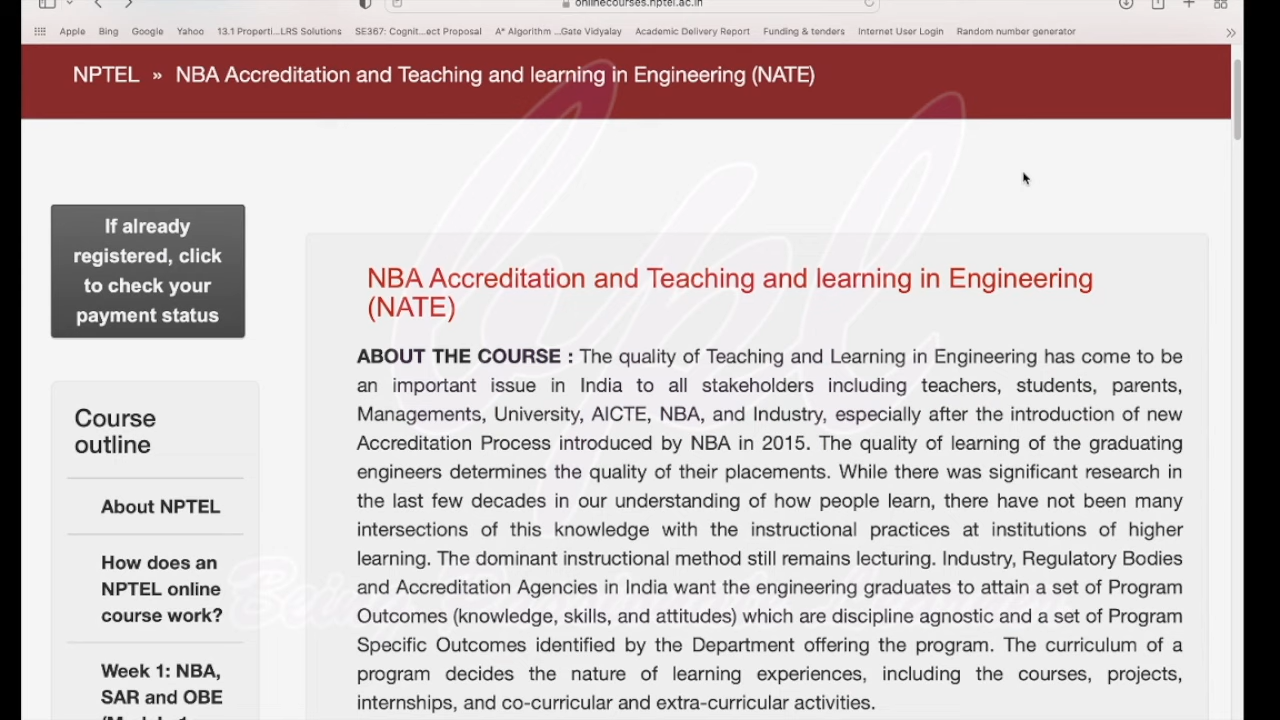 onlinecourses.nptel.ac.in
Apple Bing Google Yahoo 13.1 Properti...LRS Solutions SE367: Cognit...ect Proposal A* Algorithm ...Gate Vidyalay Academic Delivery Report Funding & tenders Internet User Login Random number generator
NPTEL » NBA Accreditation and Teaching and learning in Engineering (NATE)
If already
registered, click
to check your
payment status
Course
outline
About NPTEL
How does an
NPTEL online
course work?
Week 1: NBA,
SAR and OBE
NBA Accreditation and Teaching and learning in Engineering
(NATE)
ABOUT THE COURSE : The quality of Teaching and Learning in Engineering has come to be
an important issue in India to all stakeholders including teachers, students, parents,
Managements, University, AICTE, NBA, and Industry, especially after the introduction of new
Accreditation Process introduced by NBA in 2015. The quality of learning of the graduating
engineers determines the quality of their placements. While there was significant research in
the last few decades in our understanding of how people learn, there have not been many
intersections of this knowledge with the instructional practices at institutions of higher
learning. The dominant instructional method still remains lecturing. Industry, Regulatory Bodies
and Accreditation Agencies in India want the engineering graduates to attain a set of Program
Outcomes (knowledge, skills, and attitudes) which are discipline agnostic and a set of Program
Specific Outcomes identified by the Department offering the program. The curriculum of a
program decides the nature of learning experiences, including the courses, projects,
internships, and co-curricular and extra-curricular activities.